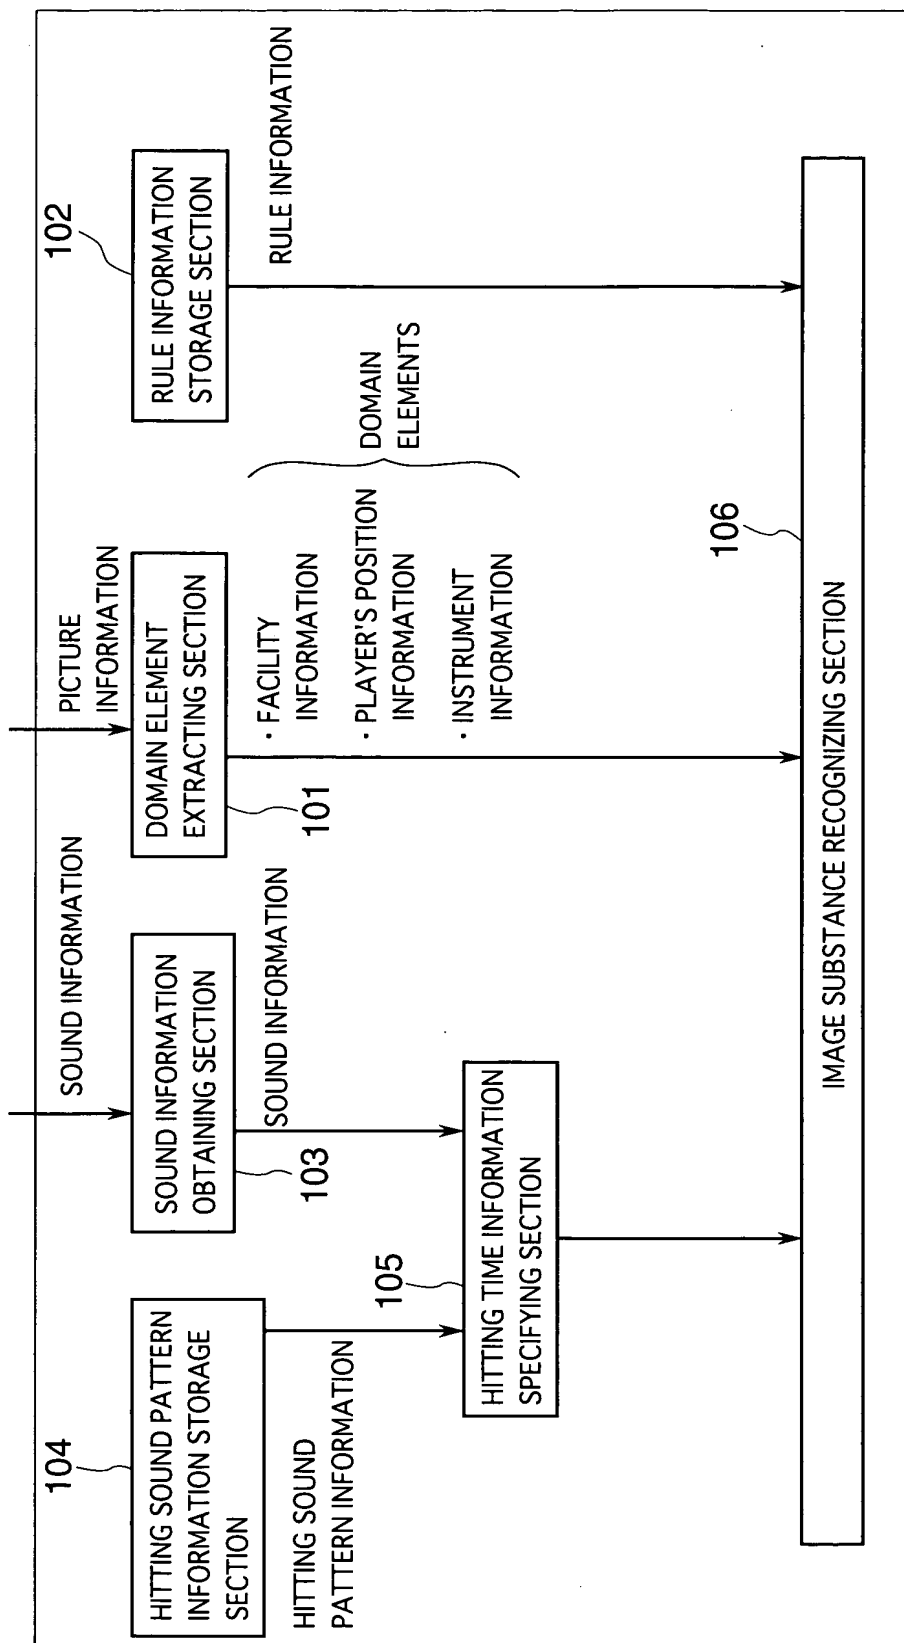 SOUND INFORMATION
PICTURE
INFORMATION
104
HITTING SOUND PATTERN
INFORMATION STORAGE
SECTION
HITTING SOUND
PATTERN INFORMATION
SOUND INFORMATION
OBTAINING SECTION
103
SOUND INFORMATION
DOMAIN ELEMENT
EXTRACTING SECTION
101
· FACILITY
INFORMATION
· PLAYER'S POSITION
INFORMATION
· INSTRUMENT
INFORMATION
DOMAIN
ELEMENTS
102
RULE INFORMATION
STORAGE SECTION
RULE INFORMATION
105
HITTING TIME INFORMATION
SPECIFYING SECTION
106
IMAGE SUBSTANCE RECOGNIZING SECTION